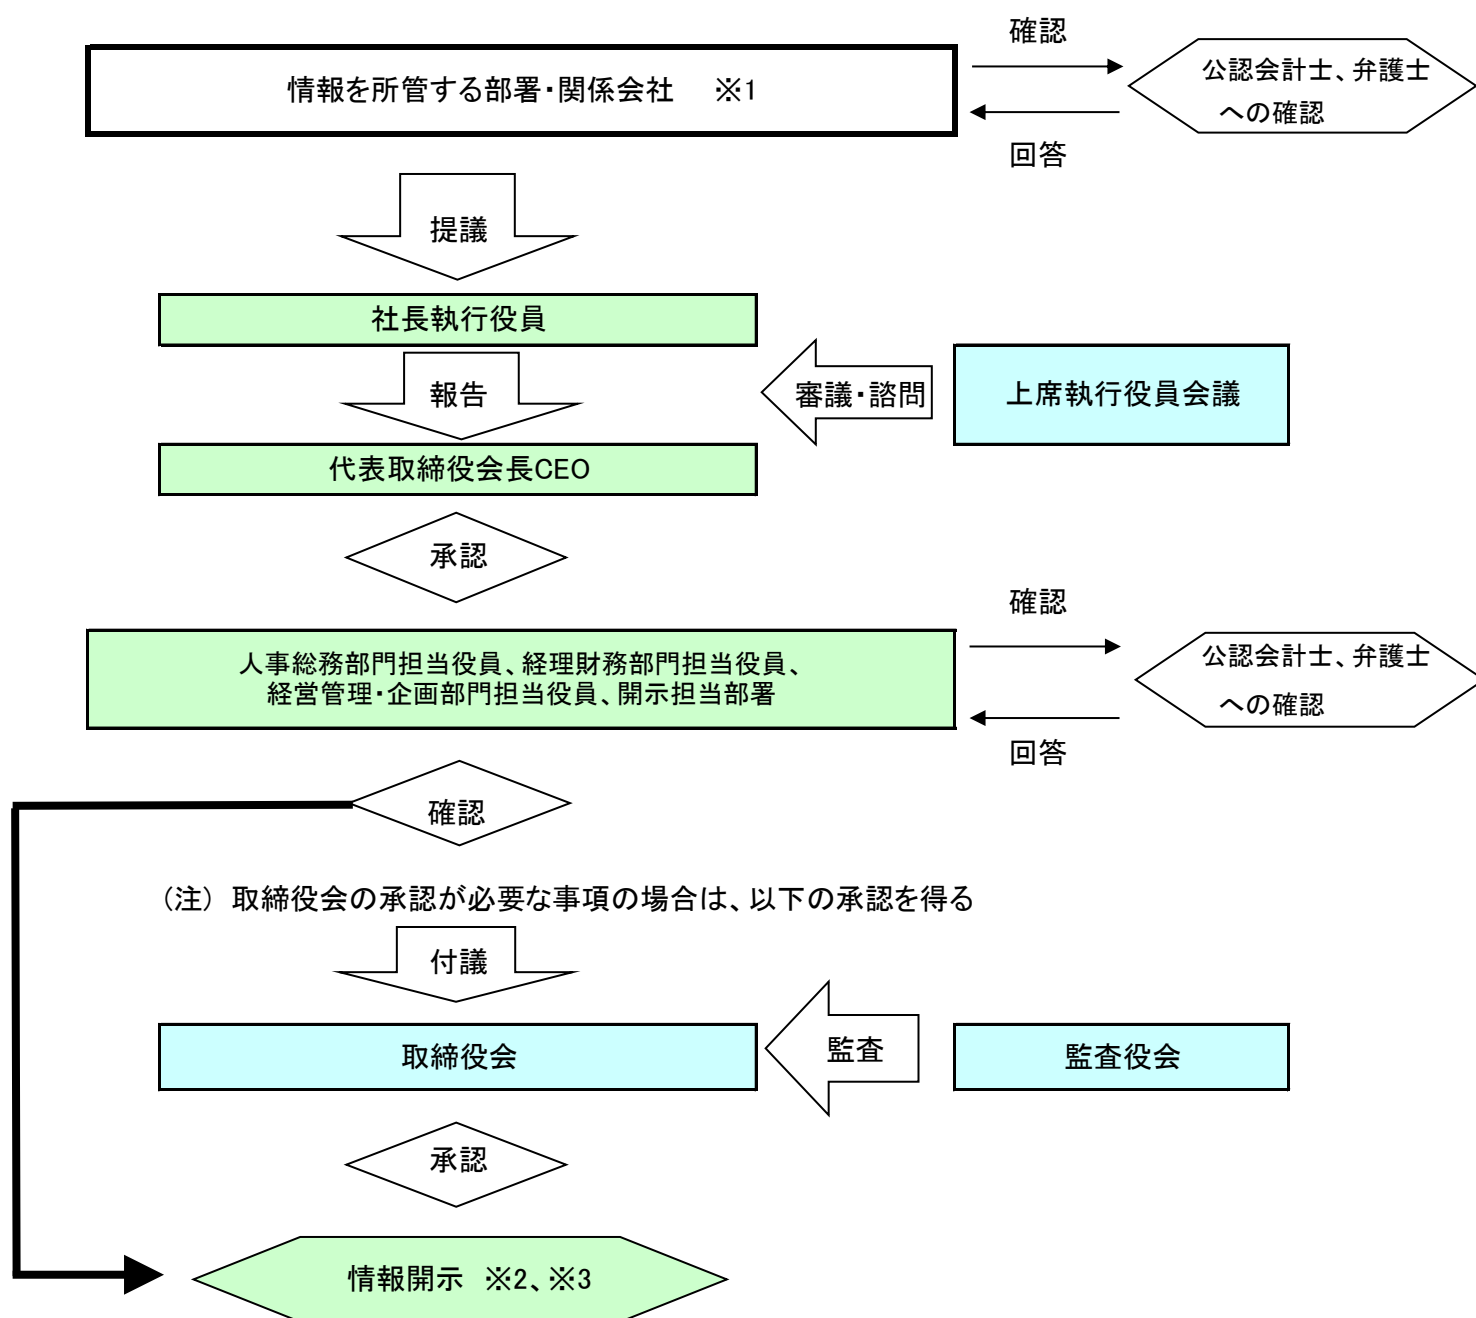 確認
情報を所管する部署・関係会社　※1
公認会計士、弁護士
への確認
回答
提議
社長執行役員
報告
審議・諮問
上席執行役員会議
代表取締役会長CEO
承認
確認
人事総務部門担当役員、経理財務部門担当役員、
経営管理・企画部門担当役員、開示担当部署
公認会計士、弁護士
への確認
回答
確認
（注）　取締役会の承認が必要な事項の場合は、以下の承認を得る
付議
取締役会
監査
監査役会
承認
情報開示　※2、※3